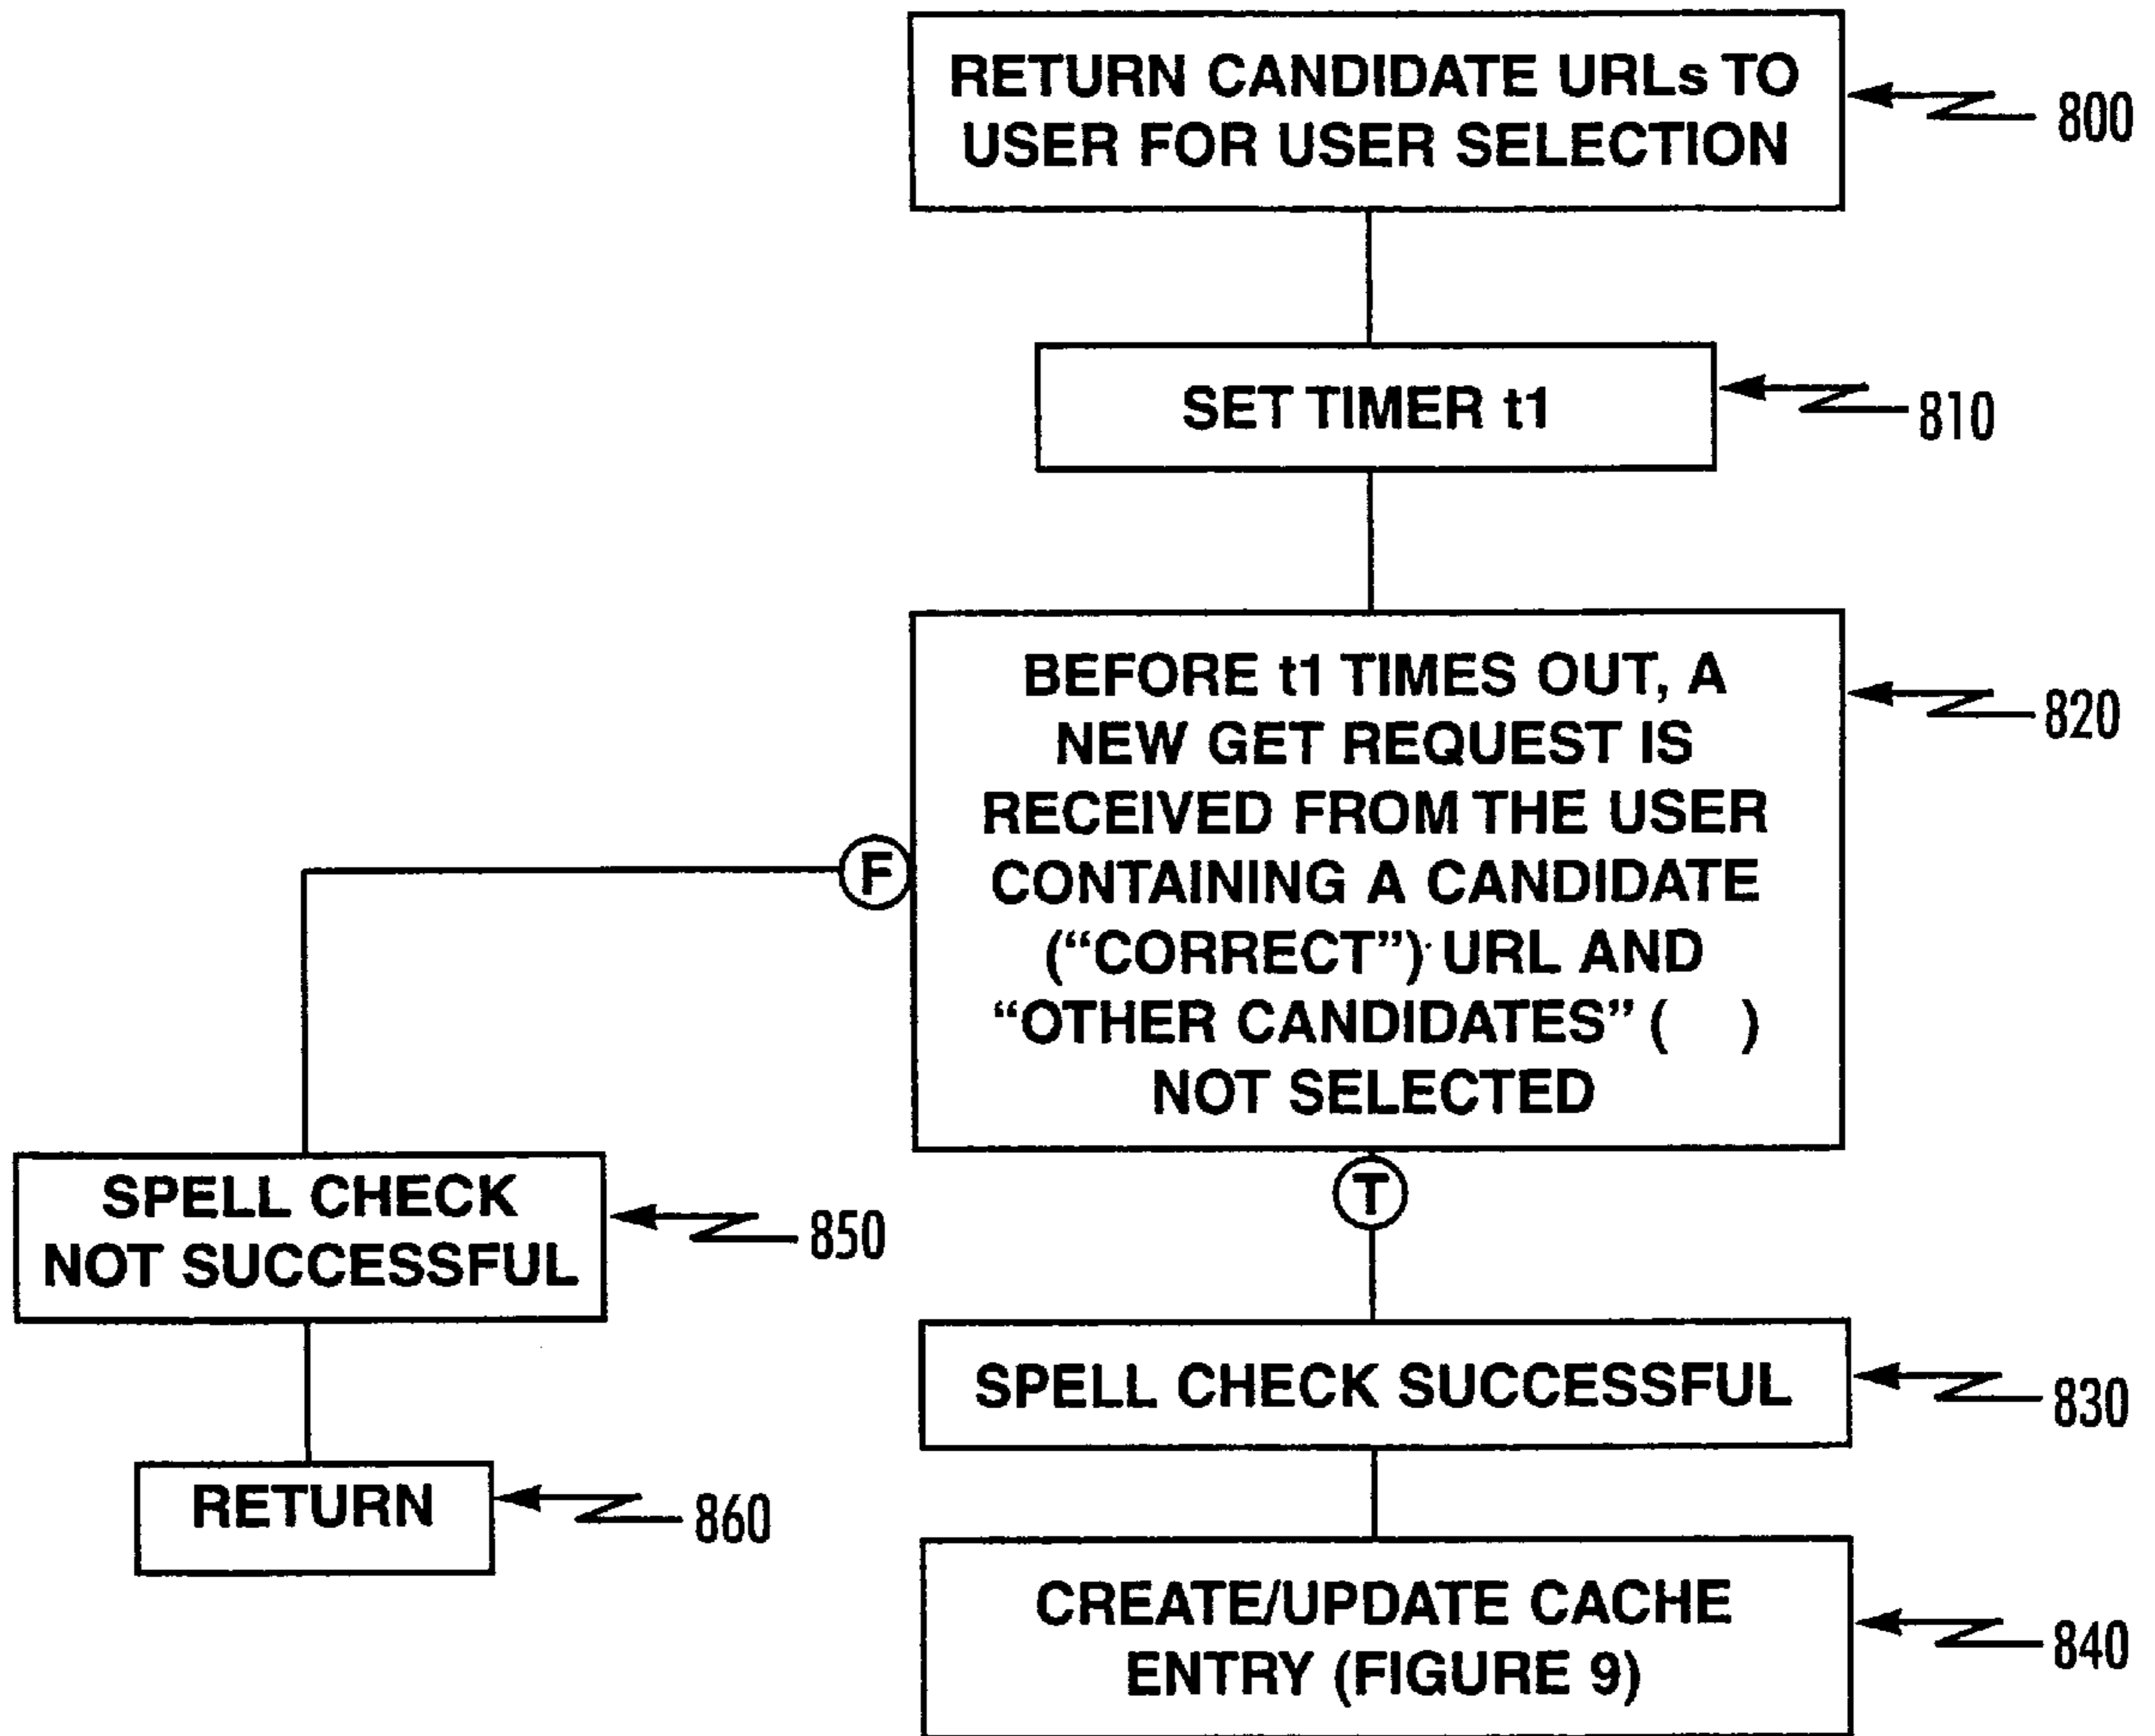 RETURN CANDIDATE URLs TO
USER FOR USER SELECTION
800
SET TIMER t1
810
BEFORE t1 TIMES OUT, A
NEW GET REQUEST IS
RECEIVED FROM THE USER
CONTAINING A CANDIDATE
(“CORRECT”) URL AND
“OTHER CANDIDATES” (   )
NOT SELECTED
820
F
T
SPELL CHECK
NOT SUCCESSFUL
850
SPELL CHECK SUCCESSFUL
830
RETURN
860
CREATE/UPDATE CACHE
ENTRY (FIGURE 9)
840